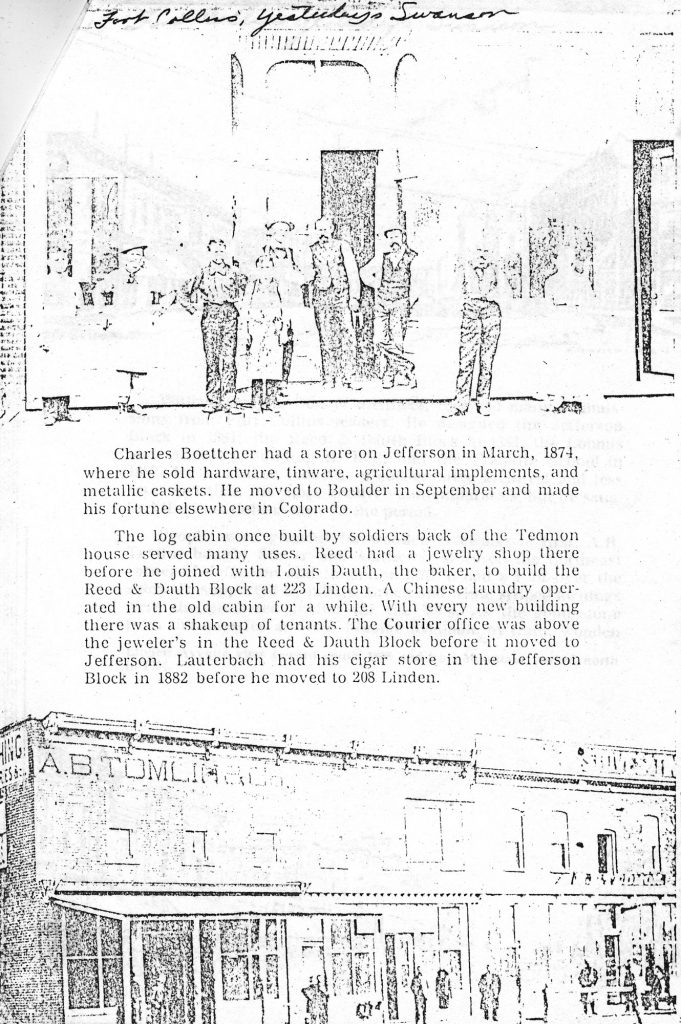 Fort Collins, Yesterdays Swanson
Charles Boettcher had a store on Jefferson in March, 1874,
where he sold hardware, tinware, agricultural implements, and
metallic caskets. He moved to Boulder in September and made
his fortune elsewhere in Colorado.
The log cabin once built by soldiers back of the Tedmon
house served many uses. Reed had a jewelry shop there
before he joined with Louis Dauth, the baker, to build the
Reed & Dauth Block at 223 Linden. A Chinese laundry oper-
ated in the old cabin for a while. With every new building
there was a shakeup of tenants. The Courier office was above
the jeweler's in the Reed & Dauth Block before it moved to
Jefferson. Lauterbach had his cigar store in the Jefferson
Block in 1882 before he moved to 208 Linden.
HING
A.B. TOMLIN